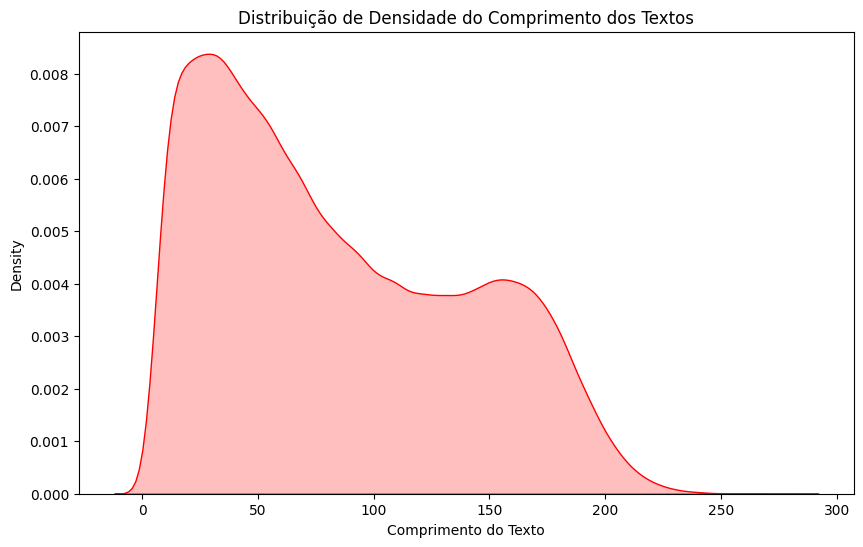 Distribuição de Densidade do Comprimento dos Textos
0.008
0.007
0.006
0.005
0.004
0.003
0.002
0.001
0.000
Density
0 50 100 150 200 250 300
Comprimento do Texto